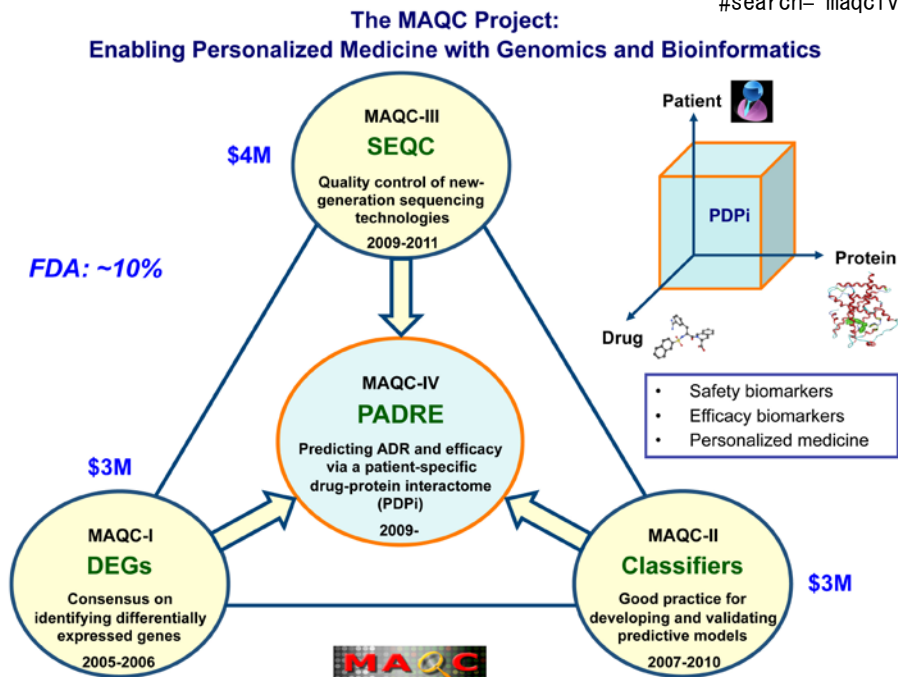 #search='maqciv
The MAQC Project:
Enabling Personalized Medicine with Genomics and Bioinformatics
MAQC-III
SEQC
Quality control of new-
generation sequencing
technologies
2009-2011
$4M
FDA: ~10%
Patient
PDPi
Protein
Drug
• Safety biomarkers
• Efficacy biomarkers
• Personalized medicine
MAQC-IV
PADRE
Predicting ADR and efficacy
via a patient-specific
drug-protein interactome
(PDPi)
2009-
$3M
MAQC-I
DEGs
Consensus on
identifying differentially
expressed genes
2005-2006
MAQC-II
Classifiers
Good practice for
developing and validating
predictive models
2007-2010
$3M
MAQC